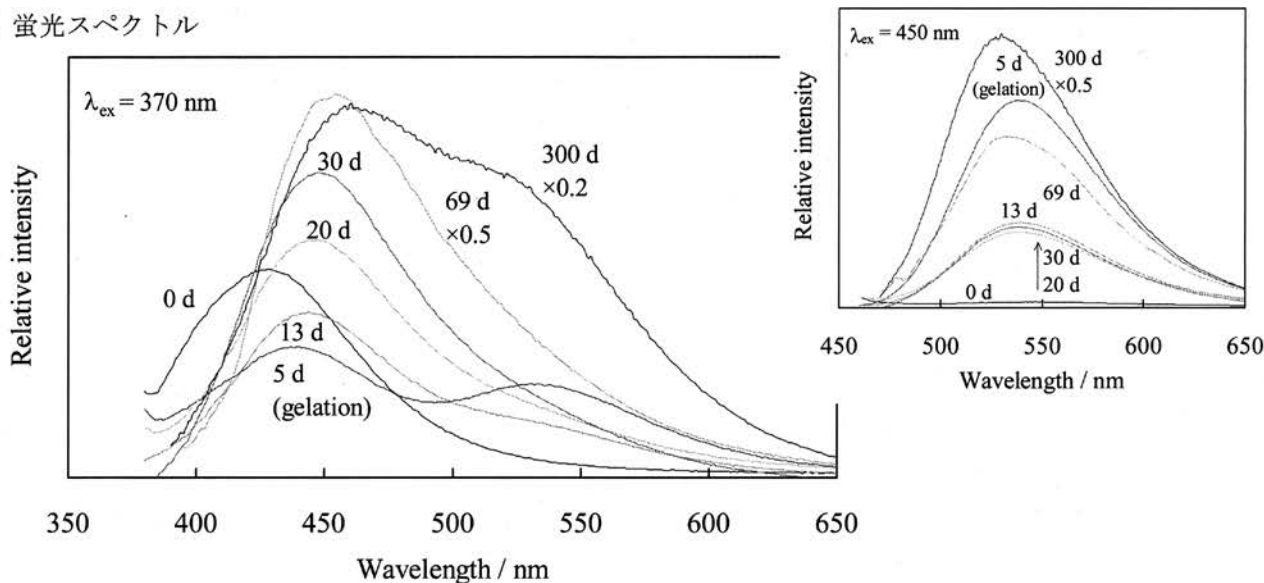 蛍光スペクトル
λex = 370 nm
0 d
30 d
20 d
13 d
5 d
(gelation)
69 d
×0.5
300 d
×0.2
Relative intensity
350 400 450 500 550 600 650
Wavelength / nm
λex = 450 nm
5 d
(gelation)
300 d
×0.5
69 d
13 d
30 d
20 d
0 d
Relative intensity
450 500 550 600 650
Wavelength / nm